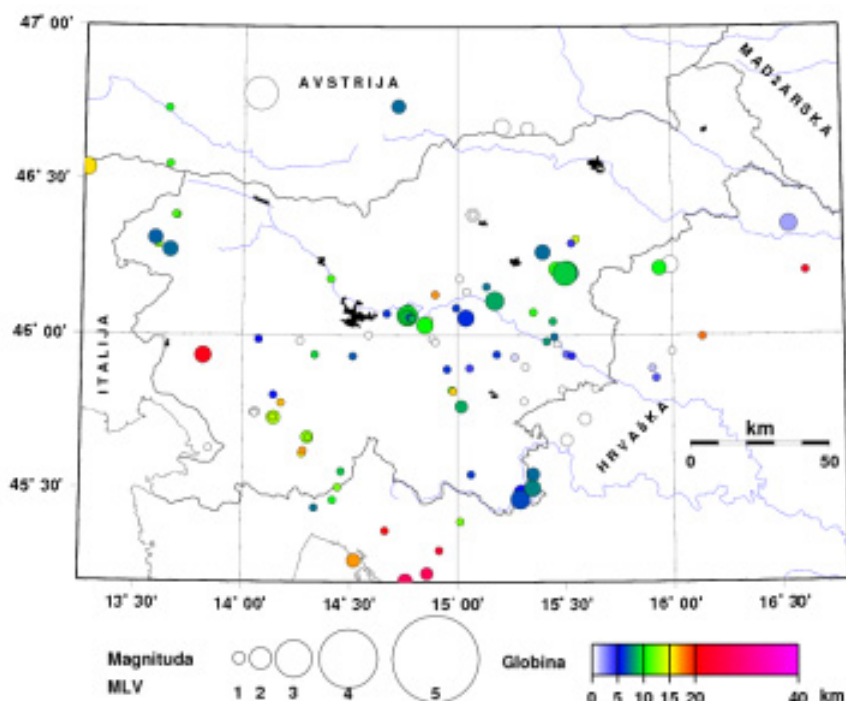 47° 00'
AVSTRIJA
MADŽARSKA
46° 30'
46° 00'
ITALIJA
HRVAŠKA
km
0 50
45° 30'
13° 30' 14° 00' 14° 30' 15° 00' 15° 30' 16° 00' 16° 30'
Magnituda
MLV
1 2 3 4 5
Globina
0 5 10 15 20 40 km